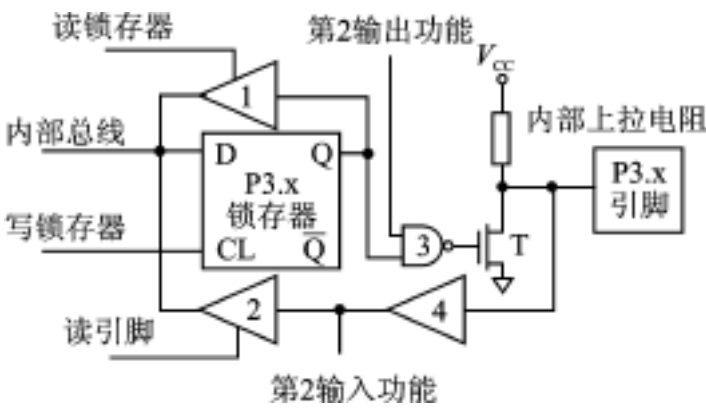 读锁存器
第2输出功能
Vcc
1
内部总线
内部上拉电阻
D
Q
P3.x
锁存器
P3.x
引脚
写锁存器
CL
Q̅
3
T
2
4
读引脚
第2输入功能